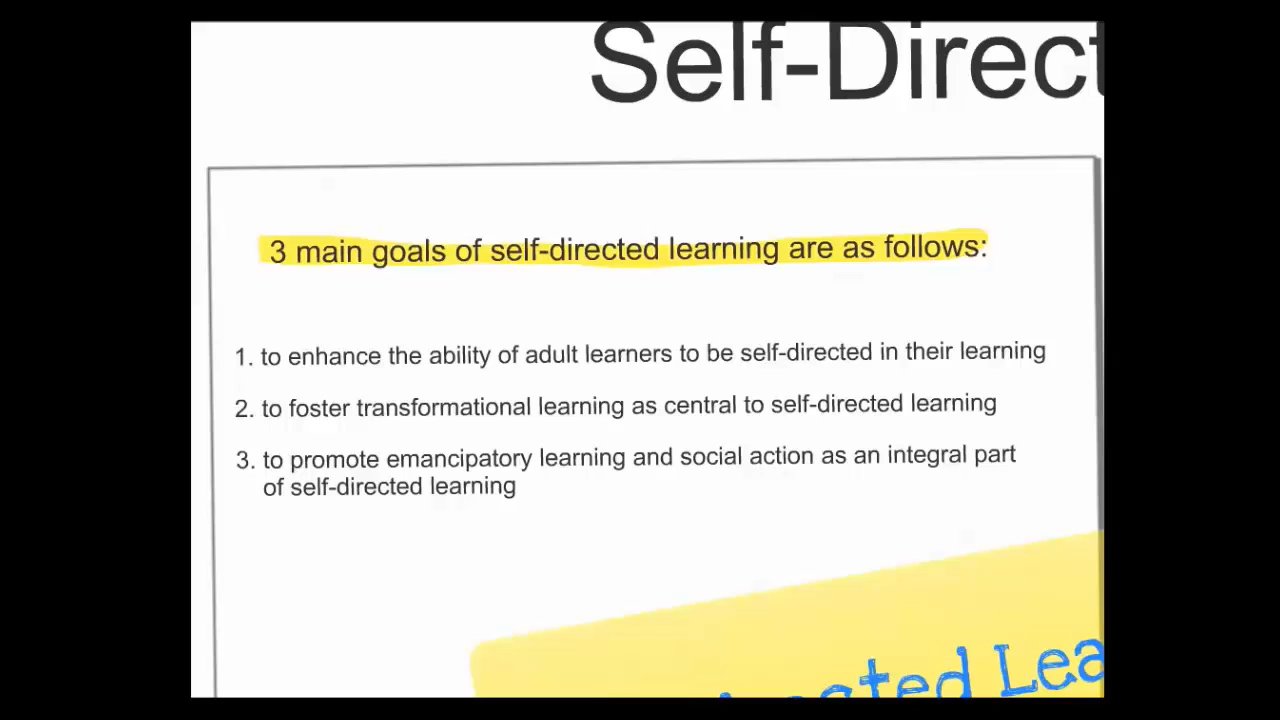 Self-Direct
3 main goals of self-directed learning are as follows:
1. to enhance the ability of adult learners to be self-directed in their learning
2. to foster transformational learning as central to self-directed learning
3. to promote emancipatory learning and social action as an integral part
of self-directed learning
ected Lea